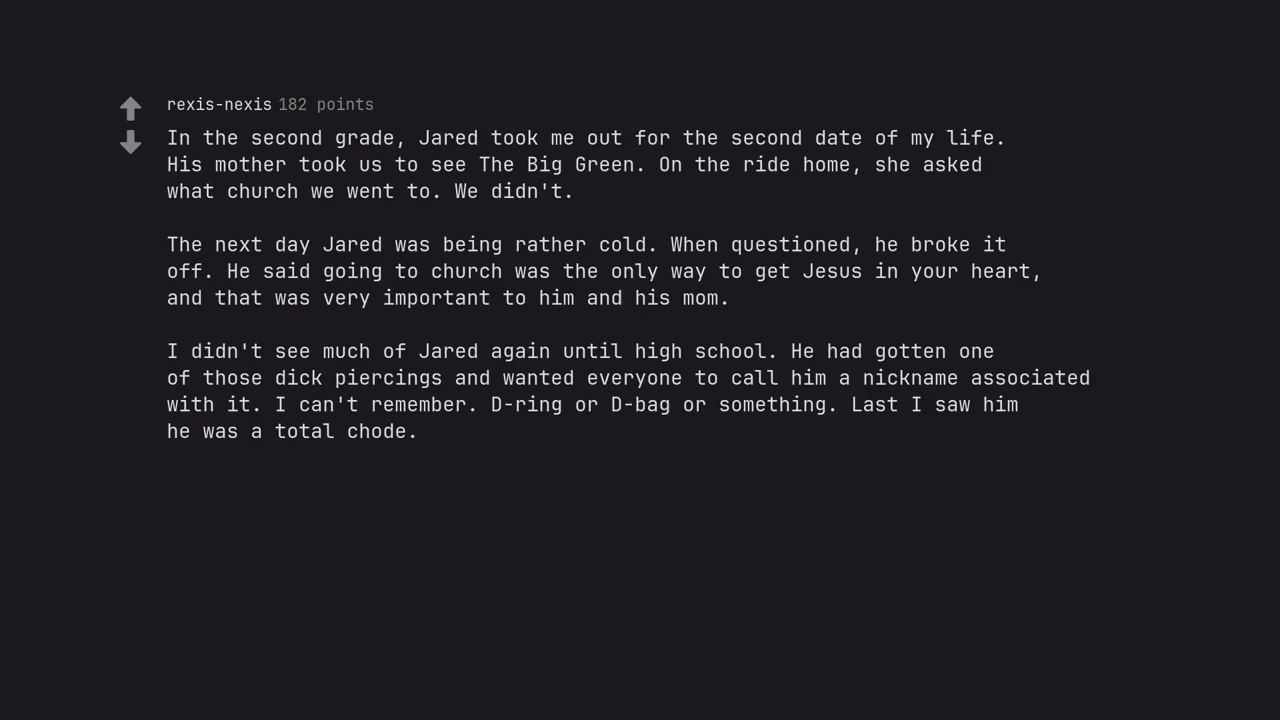 rexis-nexis 182 points
In the second grade, Jared took me out for the second date of my life.
His mother took us to see The Big Green. On the ride home, she asked
what church we went to. We didn't.
The next day Jared was being rather cold. When questioned, he broke it
off. He said going to church was the only way to get Jesus in your heart,
and that was very important to him and his mom.
I didn't see much of Jared again until high school. He had gotten one
of those dick piercings and wanted everyone to call him a nickname associated
with it. I can't remember. D-ring or D-bag or something. Last I saw him
he was a total chode.